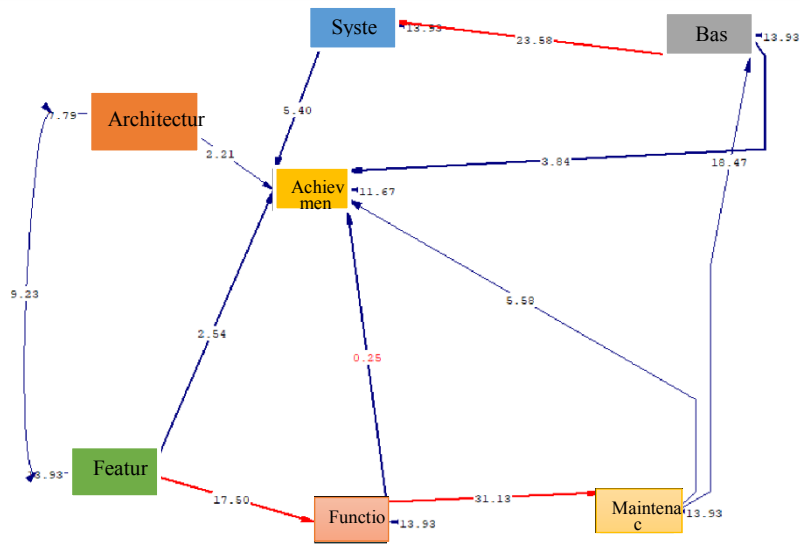 Syste
13.93
23.58
Bas
13.93
5.40
7.79
Architectur
2.21
3.84
18.47
Achiev
men
11.67
9.23
5.58
2.54
0.25
Featur
3.93
17.50
31.13
Functio
13.93
Maintena
c
13.93